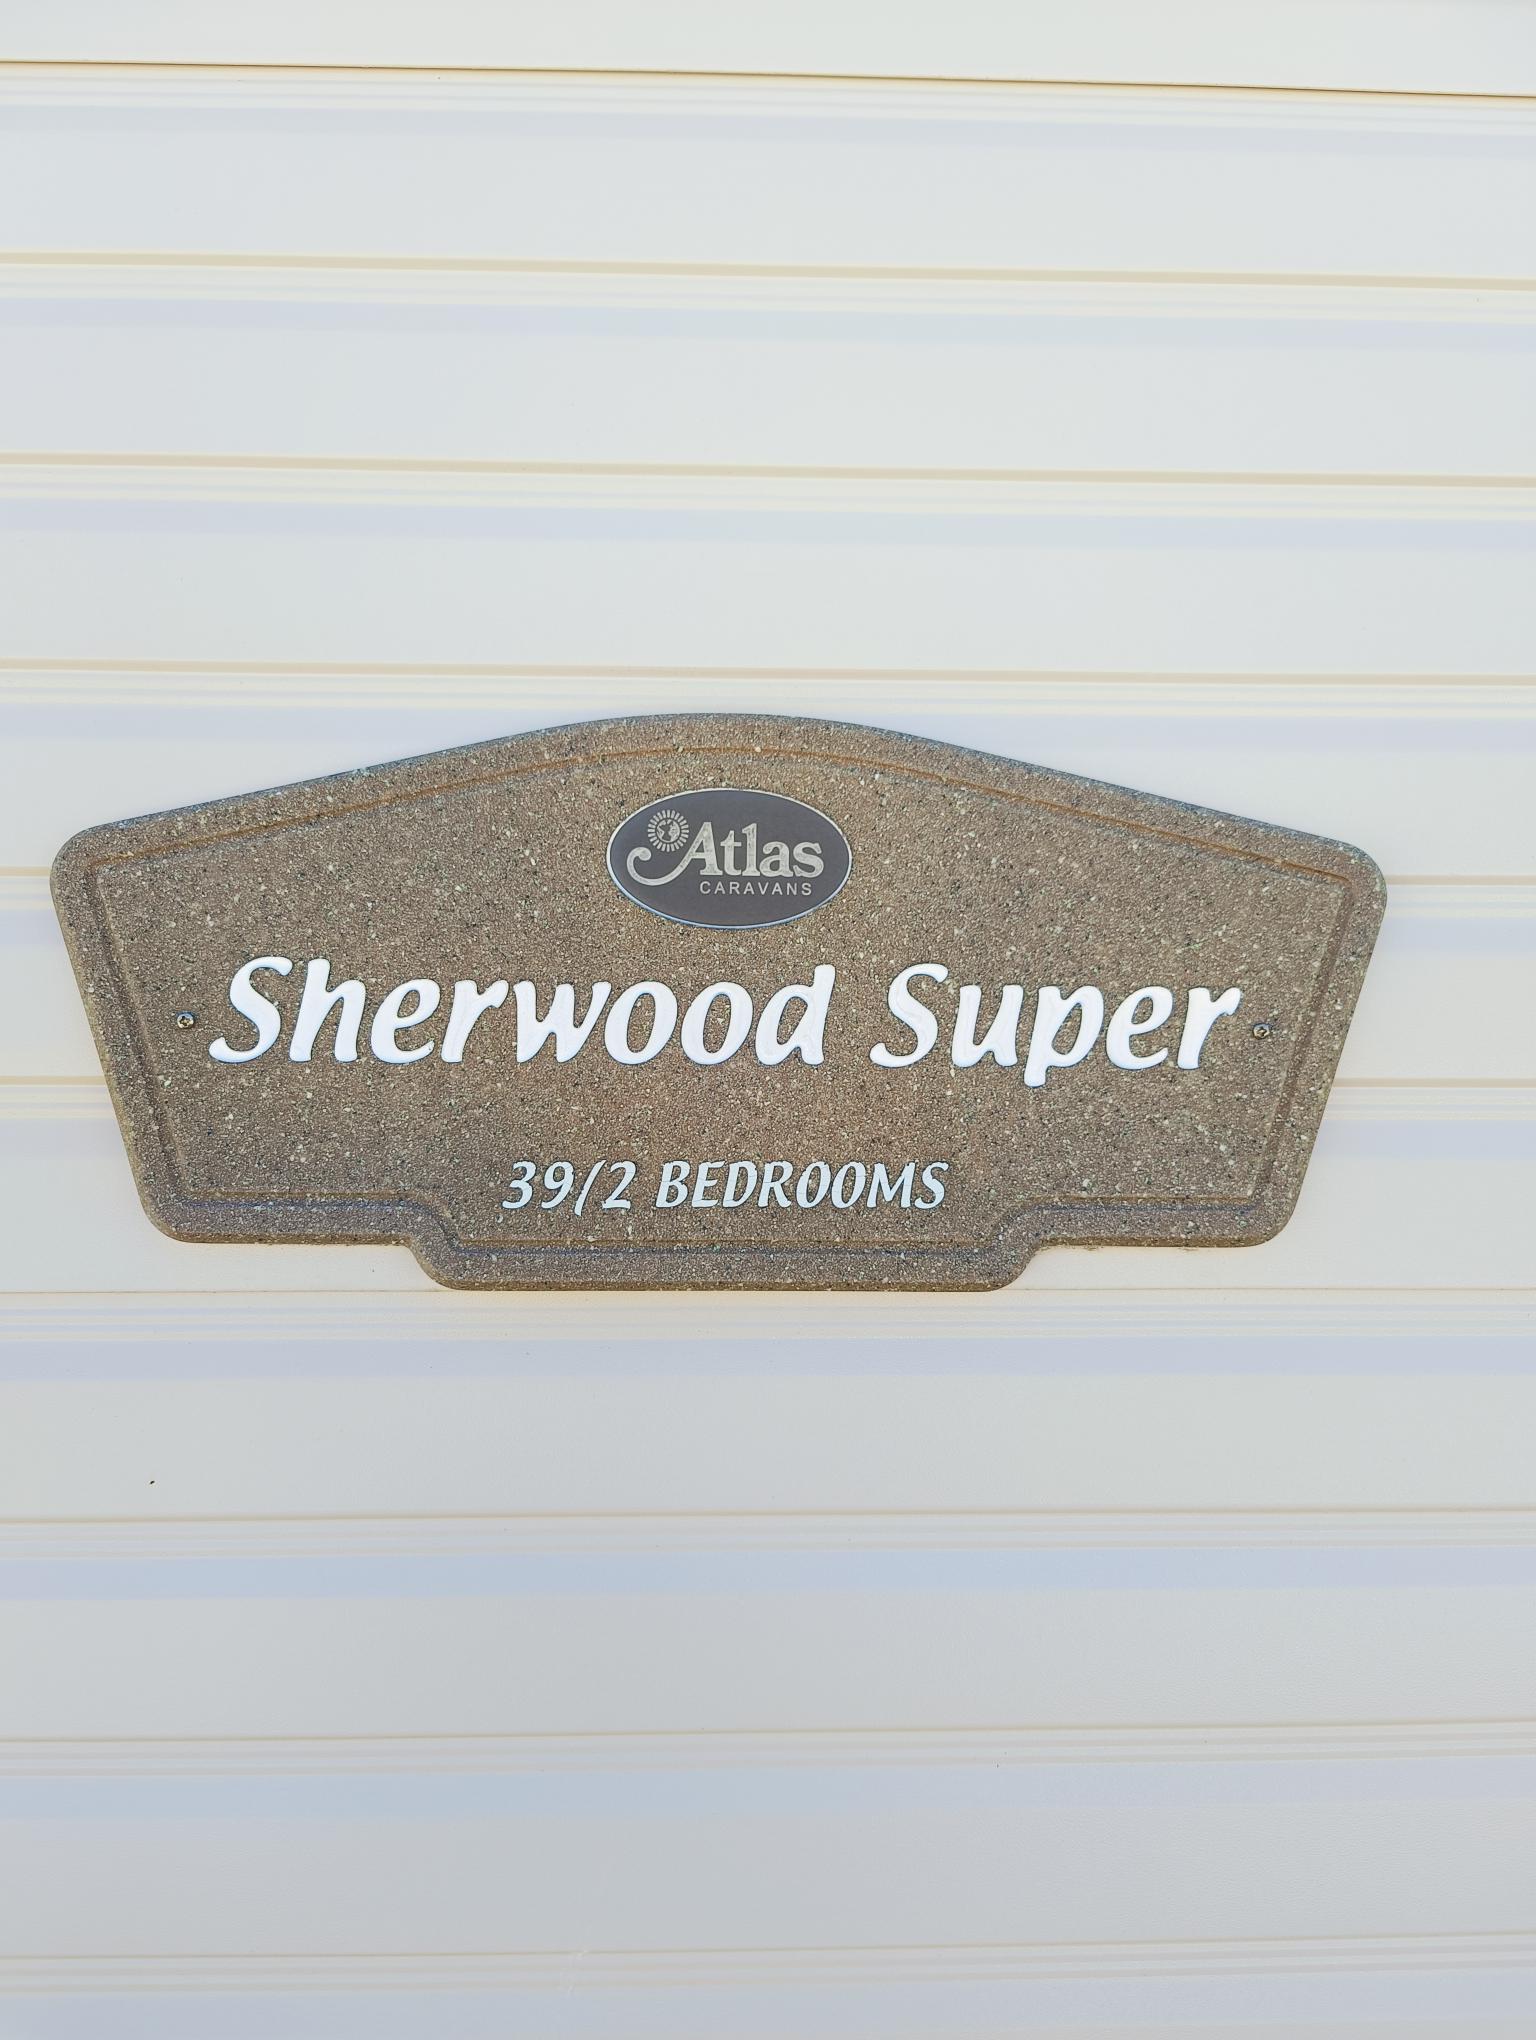 Atlas
CARAVANS
Sherwood Super
39/2 BEDROOMS